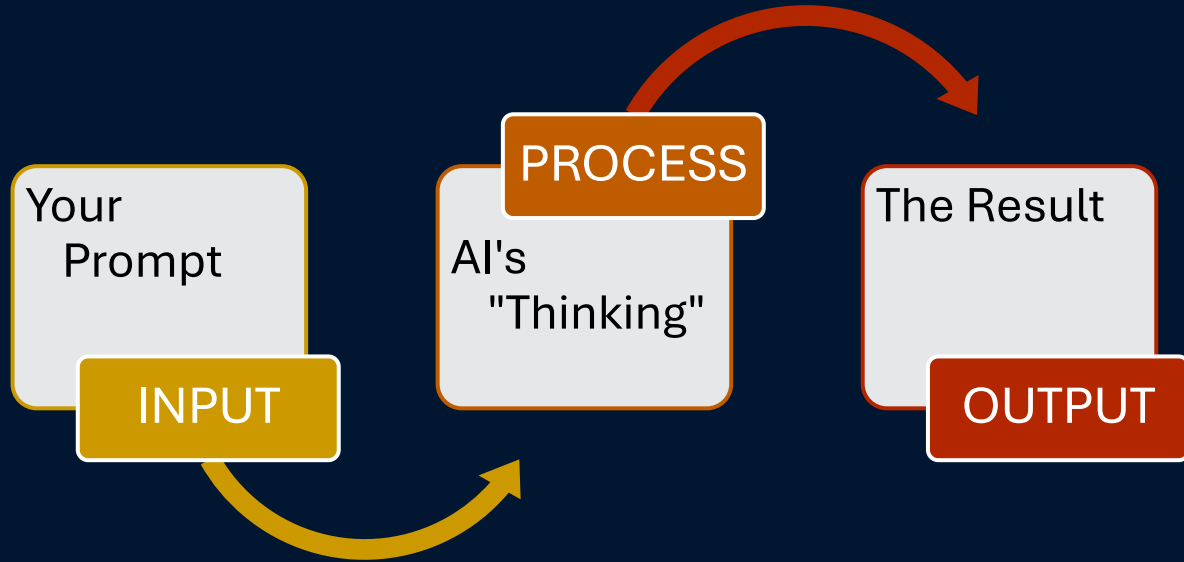 Your
Prompt
INPUT
PROCESS
AI's
"Thinking"
The Result
OUTPUT